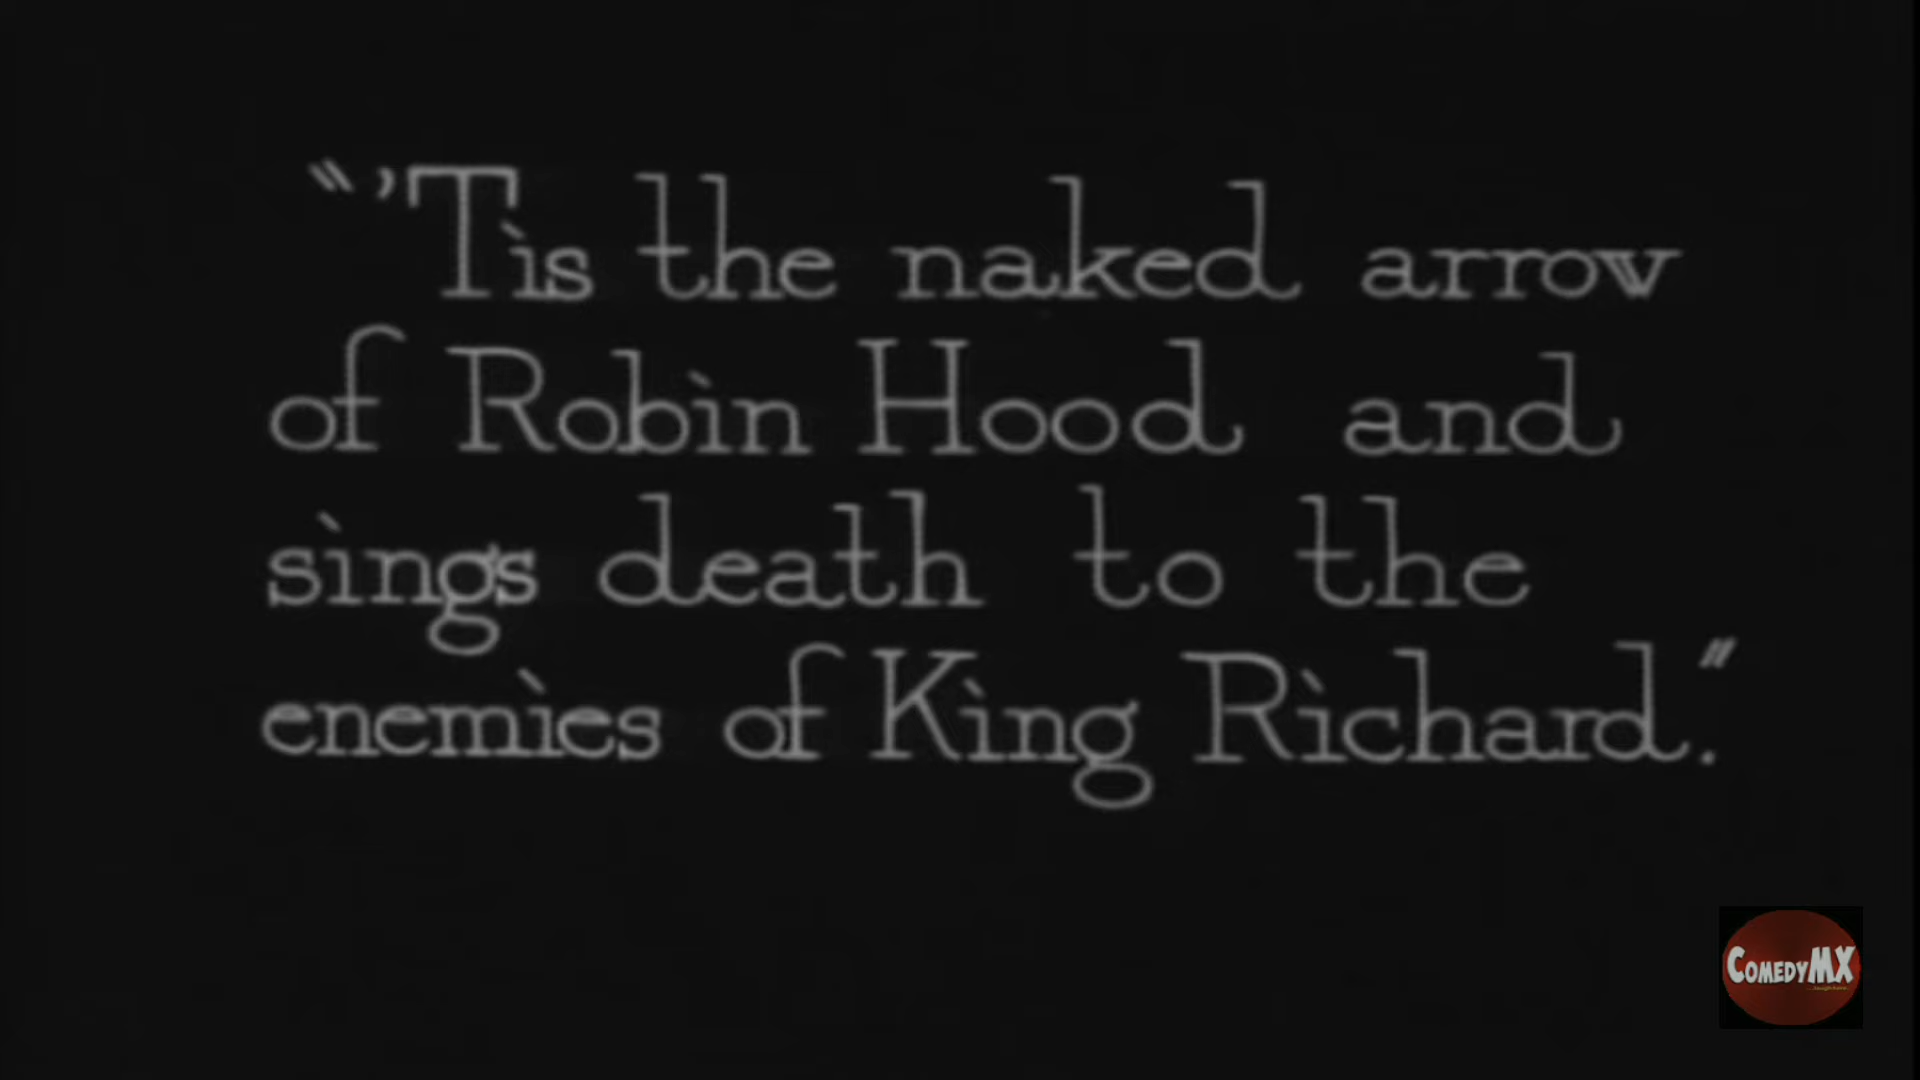 "'Tis the naked arrow
of Robin Hood and
sings death to the
enemies of King Richard."
COMEDYMX